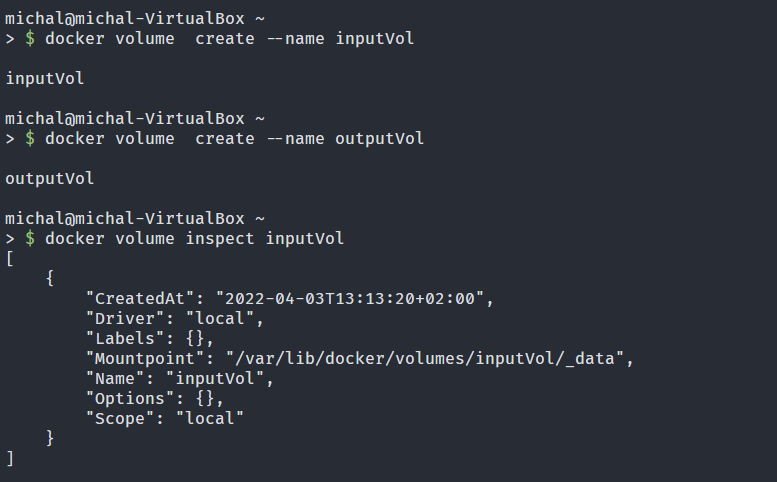 michal@michal-VirtualBox ~
> $ docker volume  create --name inputVol
inputVol
michal@michal-VirtualBox ~
> $ docker volume  create --name outputVol
outputVol
michal@michal-VirtualBox ~
> $ docker volume inspect inputVol
[
    {
        "CreatedAt": "2022-04-03T13:13:20+02:00",
        "Driver": "local",
        "Labels": {},
        "Mountpoint": "/var/lib/docker/volumes/inputVol/_data",
        "Name": "inputVol",
        "Options": {},
        "Scope": "local"
    }
]